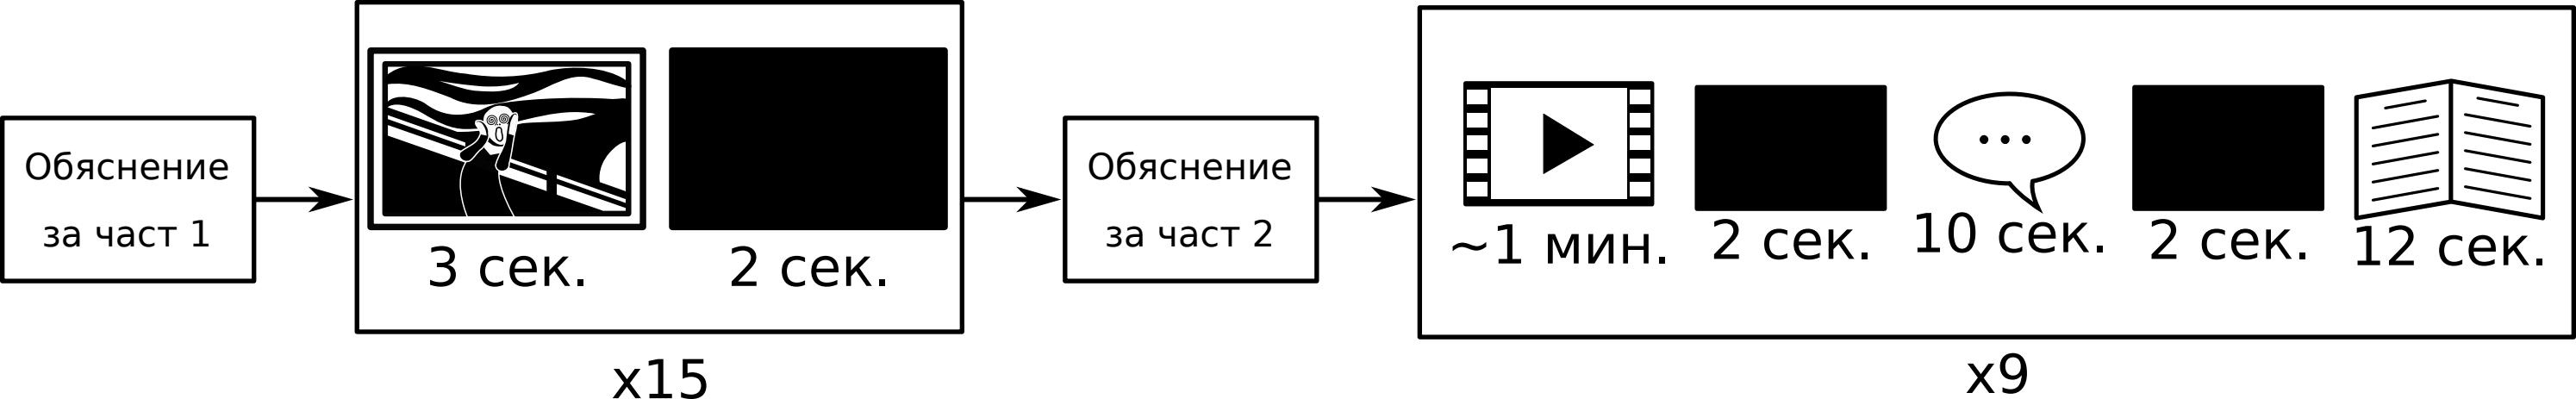 Обяснение
за част 1
3 сек.
2 сек.
x15
Обяснение
за част 2
~1 мин.
2 сек.
10 сек.
2 сек.
12 сек.
x9